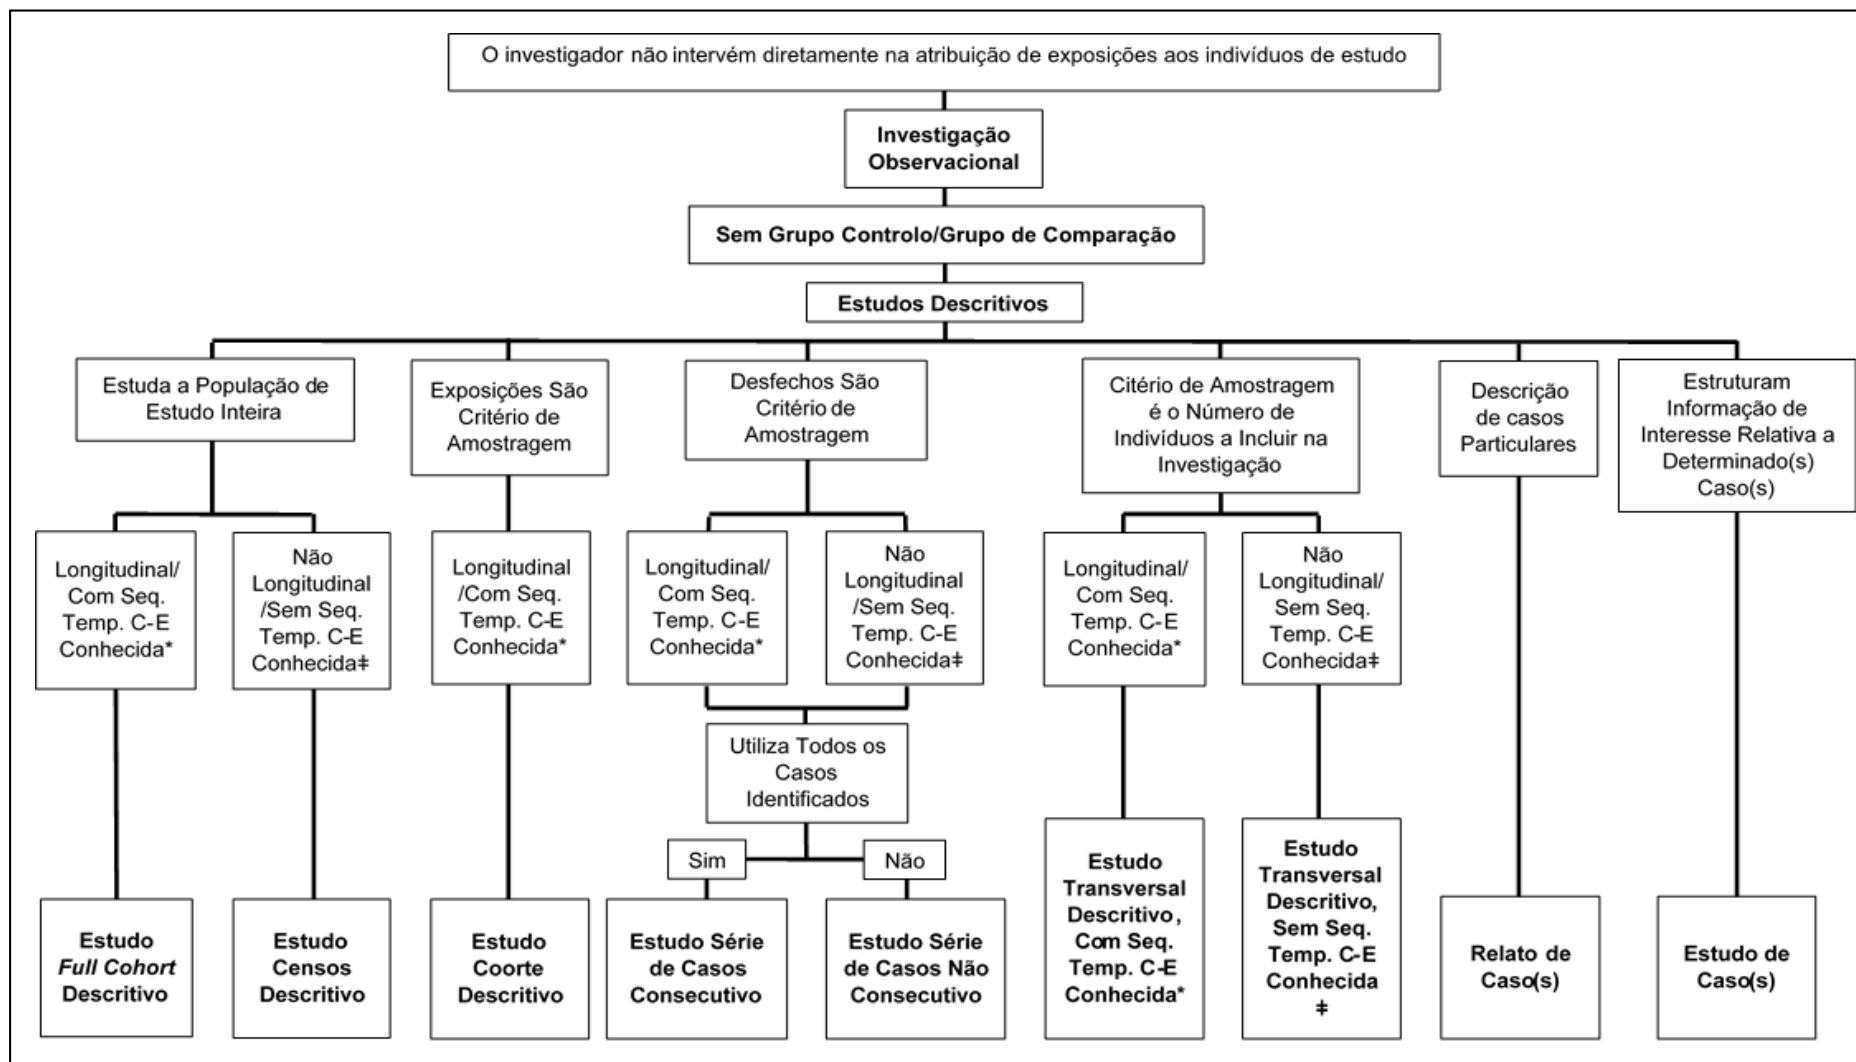 O investigador não intervém diretamente na atribuição de exposições aos indivíduos de estudo
Investigação
Observacional
Sem Grupo Controlo/Grupo de Comparação
Estudos Descritivos
Estuda a População de
Estudo Inteira
Exposições São
Critério de
Amostragem
Desfechos São
Critério de
Amostragem
Citério de Amostragem
é o Número de
Indivíduos a Incluir na
Investigação
Descrição
de casos
Particulares
Estruturam
Informação de
Interesse Relativa a
Determinado(s)
Caso(s)
Longitudinal/
Com Seq.
Temp. C-E
Conhecida*
Não
Longitudinal
/Sem Seq.
Temp. C-E
Conhecida‡
Longitudinal
/Com Seq.
Temp. C-E
Conhecida*
Longitudinal/
Com Seq.
Temp. C-E
Conhecida*
Não
Longitudinal
/Sem Seq.
Temp. C-E
Conhecida‡
Longitudinal/
Com Seq.
Temp. C-E
Conhecida*
Não
Longitudinal/
Sem Seq.
Temp. C-E
Conhecida‡
Utiliza Todos os
Casos
Identificados
Sim
Não
Estudo
Full Cohort
Descritivo
Estudo
Censos
Descritivo
Estudo
Coorte
Descritivo
Estudo Série
de Casos
Consecutivo
Estudo Série
de Casos Não
Consecutivo
Estudo
Transversal
Descritivo,
Com Seq.
Temp. C-E
Conhecida*
Estudo
Transversal
Descritivo,
Sem Seq.
Temp. C-E
Conhecida
‡
Relato de
Caso(s)
Estudo de
Caso(s)